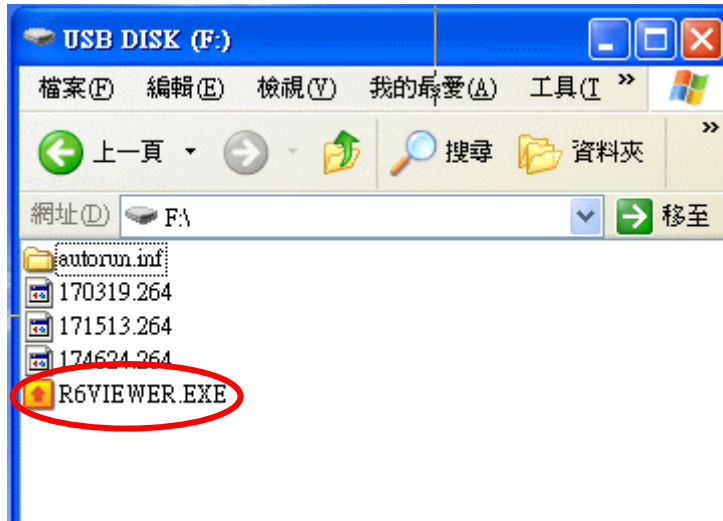 USB DISK (F:)
檔案(F) 編輯(E) 檢視(V) 我的最愛(A) 工具(T »
上一頁 搜尋 資料夾 »
網址(D) F:\ 移至
autorun.inf
170319.264
171513.264
174624.264
R6VIEWER.EXE